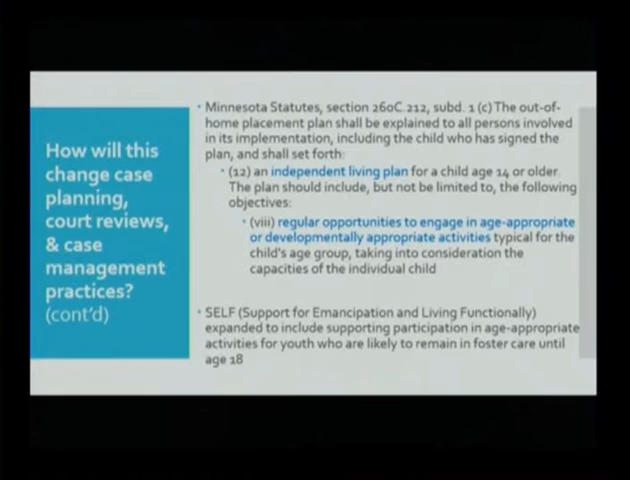 How will this
change case
planning,
court reviews,
& case
management
practices?
(cont'd)
• Minnesota Statutes, section 260C.212, subd. 1 (c) The out-of-
home placement plan shall be explained to all persons involved
in its implementation, including the child who has signed the
plan, and shall set forth:
• (12) an independent living plan for a child age 14 or older.
The plan should include, but not be limited to, the following
objectives:
• (viii) regular opportunities to engage in age-appropriate
or developmentally appropriate activities typical for the
child's age group, taking into consideration the
capacities of the individual child
• SELF (Support for Emancipation and Living Functionally)
expanded to include supporting participation in age-appropriate
activities for youth who are likely to remain in foster care until
age 18